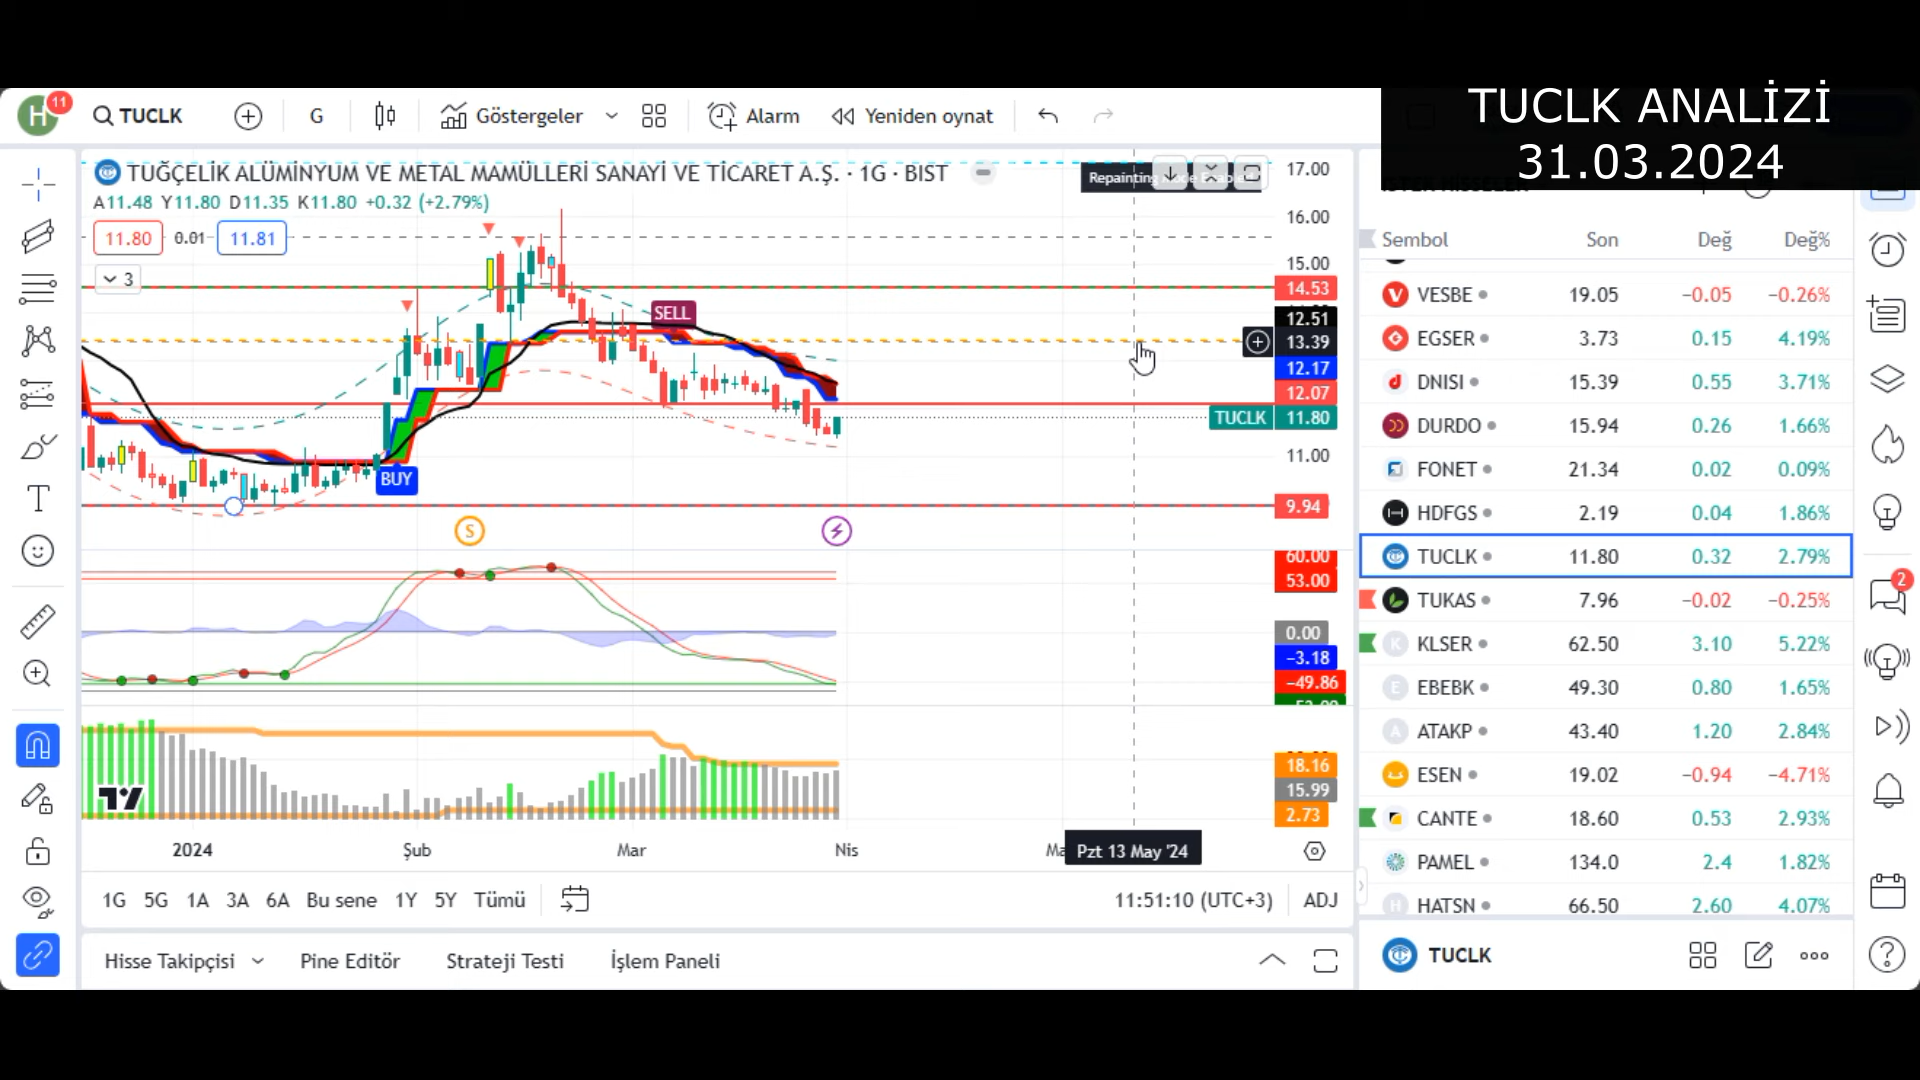 TUCLK ANALİZİ
31.03.2024
H 11 TUCLK G Göstergeler Alarm Yeniden oynat
TUĞÇELİK ALÜMİNYUM VE METAL MAMÜLLERİ SANAYİ VE TİCARET A.Ş. · 1G · BIST
A11.48 Y11.80 D11.35 K11.80 +0.32 (+2.79%)
11.80 0.01 11.81
3
Repainting
SELL
BUY
S
17.00
16.00
15.00
14.53
12.51
13.39
12.17
12.07
TUCLK 11.80
11.00
9.94
60.00
53.00
0.00
−3.18
−49.86
18.16
15.99
2.73
2024 Şub Mar Nis Pzt 13 May '24
1G 5G 1A 3A 6A Bu sene 1Y 5Y Tümü 11:51:10 (UTC+3) ADJ
Hisse Takipçisi Pine Editör Strateji Testi İşlem Paneli
Sembol Son Değ Değ%
VESBE 19.05 −0.05 −0.26%
EGSER 3.73 0.15 4.19%
DNISI 15.39 0.55 3.71%
DURDO 15.94 0.26 1.66%
FONET 21.34 0.02 0.09%
HDFGS 2.19 0.04 1.86%
TUCLK 11.80 0.32 2.79%
TUKAS 7.96 −0.02 −0.25%
K KLSER 62.50 3.10 5.22%
E EBEBK 49.30 0.80 1.65%
A ATAKP 43.40 1.20 2.84%
ESEN 19.02 −0.94 −4.71%
CANTE 18.60 0.53 2.93%
PAMEL 134.0 2.4 1.82%
H HATSN 66.50 2.60 4.07%
TUCLK
2